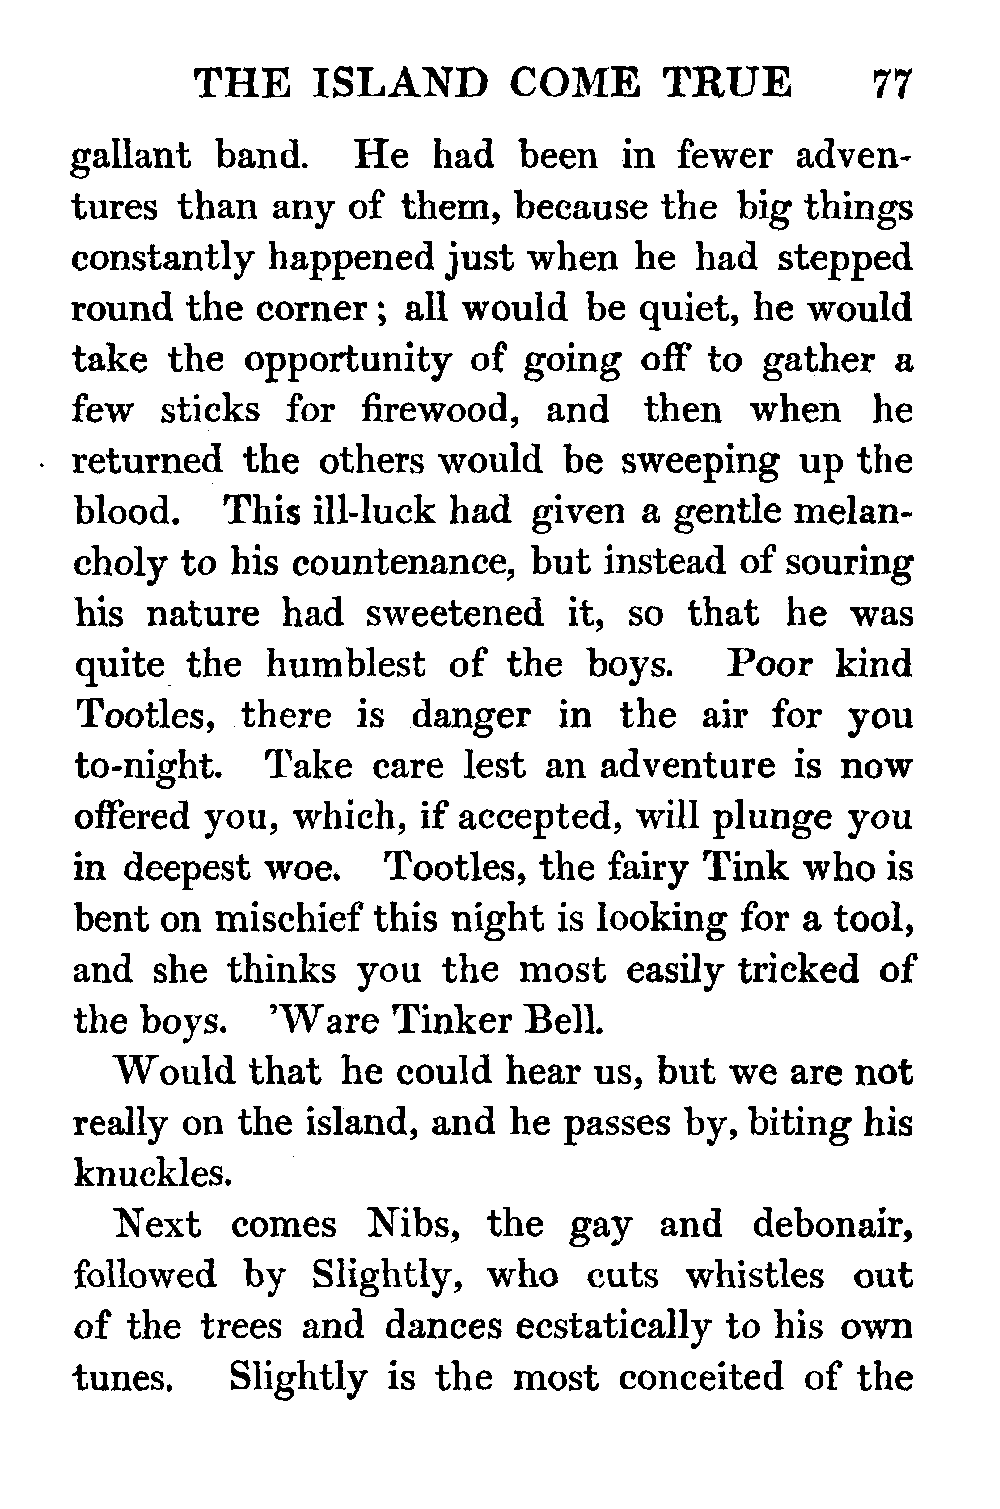 THE ISLAND COME TRUE 77
gallant band. He had been in fewer adven-
tures than any of them, because the big things
constantly happened just when he had stepped
round the corner ; all would be quiet, he would
take the opportunity of going off to gather a
few sticks for firewood, and then when he
returned the others would be sweeping up the
blood. This ill-luck had given a gentle melan-
choly to his countenance, but instead of souring
his nature had sweetened it, so that he was
quite the humblest of the boys. Poor kind
Tootles, there is danger in the air for you
to-night. Take care lest an adventure is now
offered you, which, if accepted, will plunge you
in deepest woe. Tootles, the fairy Tink who is
bent on mischief this night is looking for a tool,
and she thinks you the most easily tricked of
the boys. 'Ware Tinker Bell.
Would that he could hear us, but we are not
really on the island, and he passes by, biting his
knuckles.
Next comes Nibs, the gay and debonair,
followed by Slightly, who cuts whistles out
of the trees and dances ecstatically to his own
tunes. Slightly is the most conceited of the